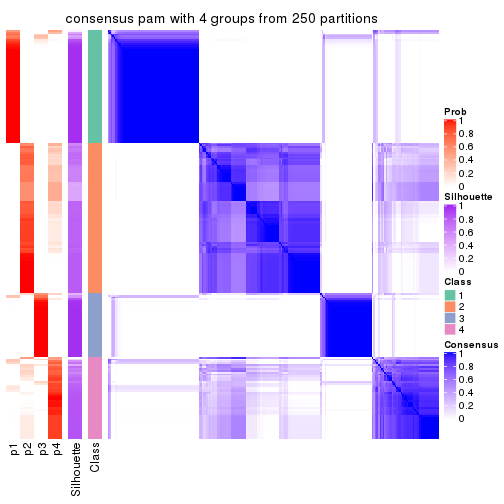 consensus pam with 4 groups from 250 partitions
Prob
1
0.8
0.6
0.4
0.2
0
Silhouette
1
0.8
0.6
0.4
0.2
0
Class
1
2
3
4
Consensus
1
0.8
0.6
0.4
0.2
0
p1
p2
p3
p4
Silhouette
Class